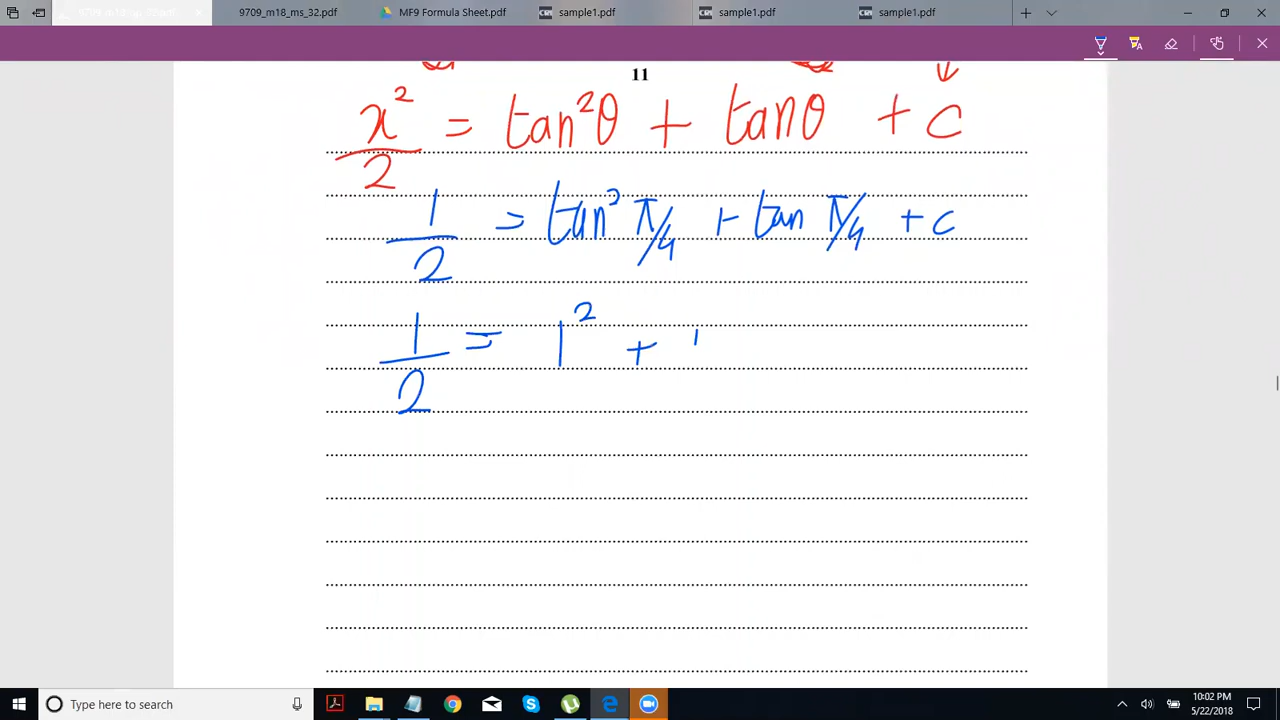 9709_m18_ms_32.pdf MF9 Formula Sheet.pdf sample1.pdf sample1.pdf sample1.pdf
11
x²/2 = tan²θ + tanθ + c
1/2 = tan² π/4 + tan π/4 + c
1/2 = 1² +
Type here to search
10:02 PM
5/22/2018